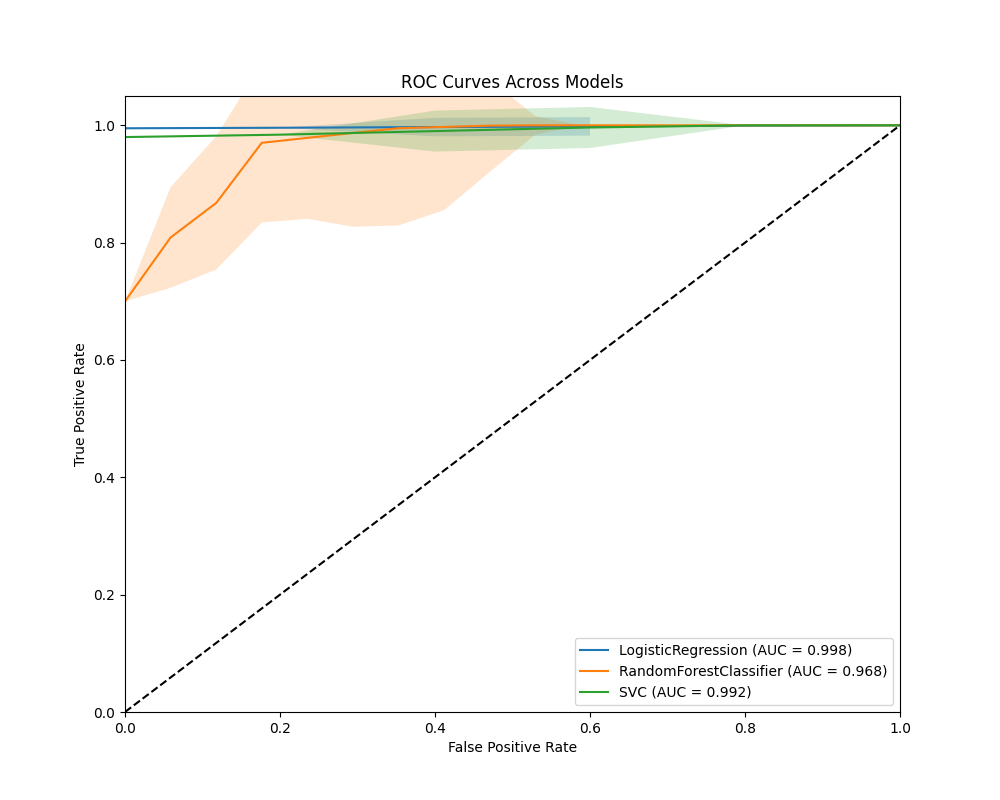 ROC Curves Across Models
True Positive Rate
1.0
0.8
0.6
0.4
0.2
0.0
LogisticRegression (AUC = 0.998)
RandomForestClassifier (AUC = 0.968)
SVC (AUC = 0.992)
0.0 0.2 0.4 0.6 0.8 1.0
False Positive Rate